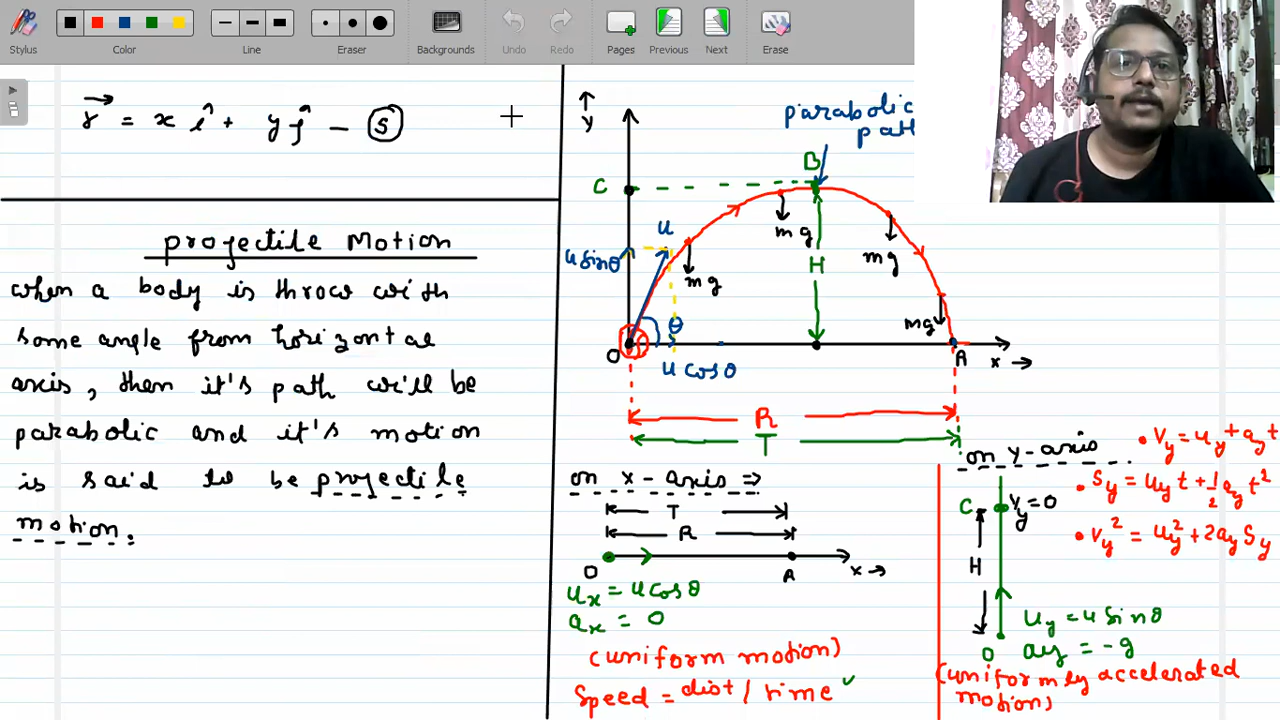 Stylus
Color
Line
Eraser
Backgrounds
Undo
Redo
Pages
Previous
Next
Erase
r = x î + y ĵ - (5)
projectile Motion
when a body is throw with
some angle from horizontal
axis, then it's path will be
parabolic and it's motion
is said to be projectile
motion.
y
parabolic
path
B
C
u
mg
mg
mg
mg
u sinθ
H
θ
O
u cosθ
A
x →
R
T
on x-axis ⇒
T
R
O
A
x →
ux = u cosθ
ax = 0
(uniform motion)
Speed = dist / time
on y-axis
• Vy = uy + ay t
• Sy = uy t + 1/2 ay t²
• Vy² = uy² + 2ay Sy
C
Vy = 0
H
O
uy = u sinθ
ay = -g
(uniformly accelerated
motion)